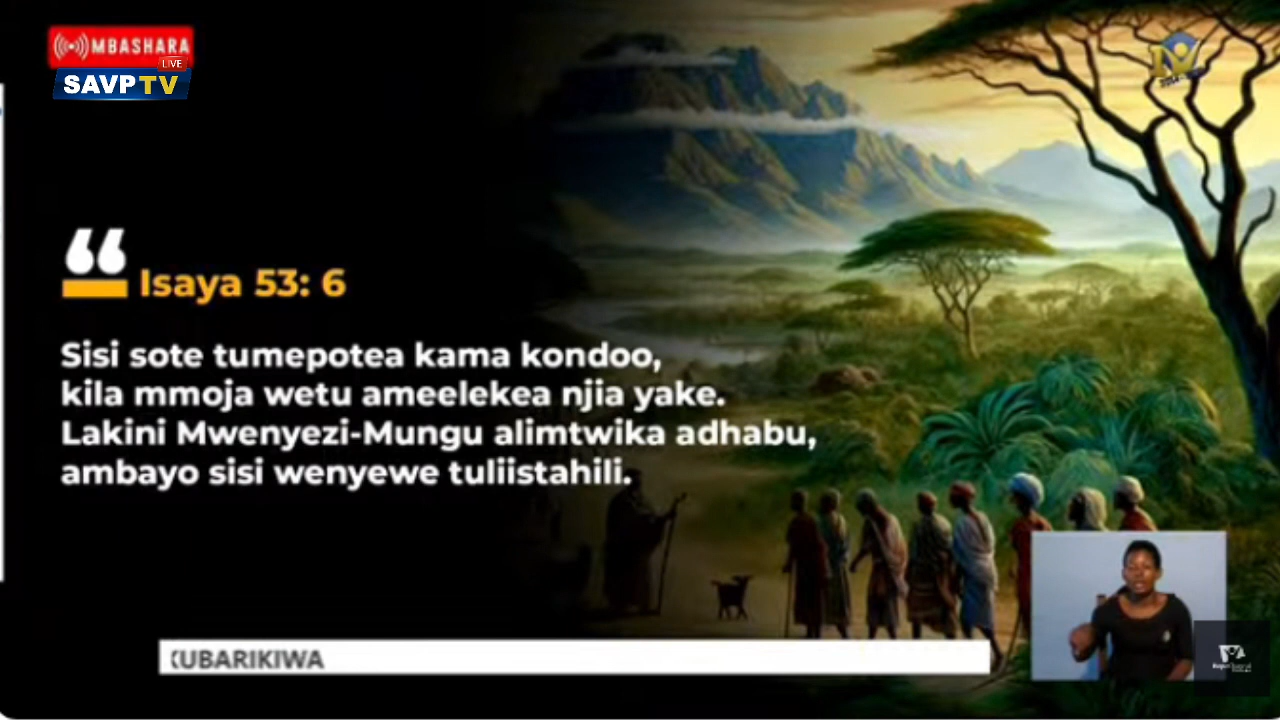 MBASHARA
LIVE
SAVP TV
Isaya 53: 6
Sisi sote tumepotea kama kondoo,
kila mmoja wetu ameelekea njia yake.
Lakini Mwenyezi-Mungu alimtwika adhabu,
ambayo sisi wenyewe tuliistahili.
KUBARIKIWA